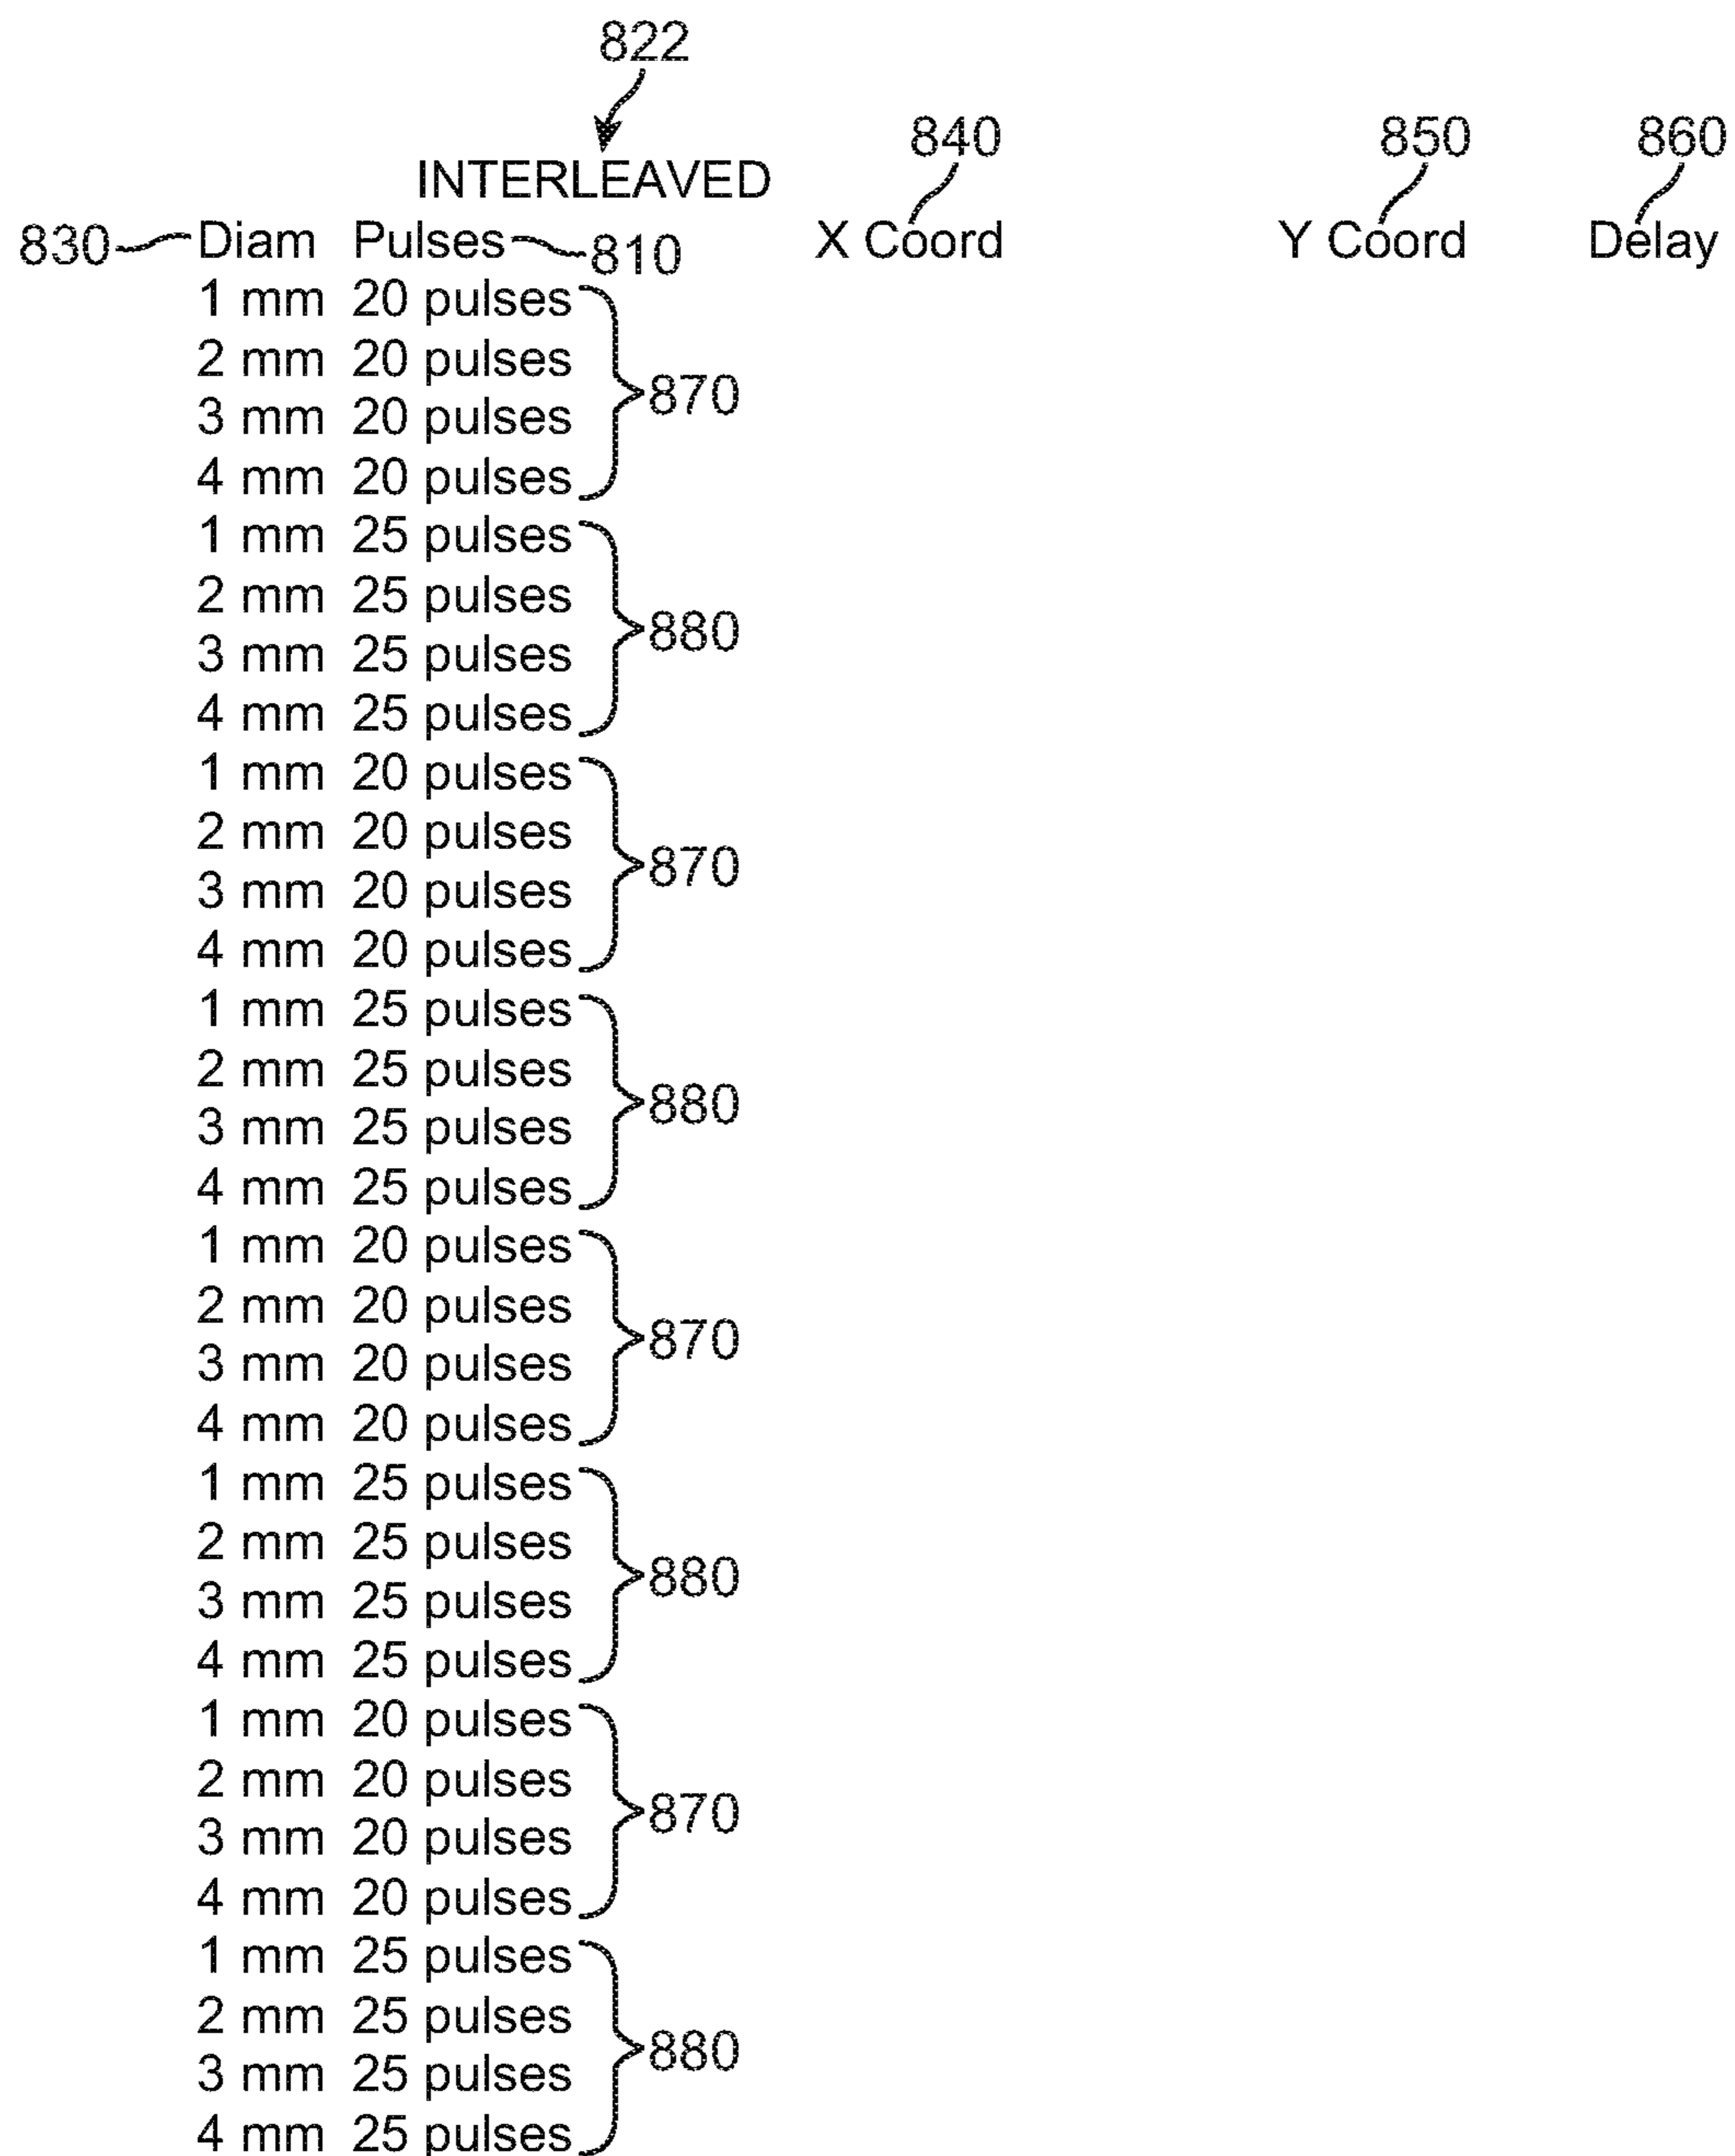 822
840 850 860
INTERLEAVED
830 Diam Pulses 810 X Coord Y Coord Delay
1 mm 20 pulses
2 mm 20 pulses
870
3 mm 20 pulses
4 mm 20 pulses
1 mm 25 pulses
2 mm 25 pulses
880
3 mm 25 pulses
4 mm 25 pulses
1 mm 20 pulses
2 mm 20 pulses
870
3 mm 20 pulses
4 mm 20 pulses
1 mm 25 pulses
2 mm 25 pulses
880
3 mm 25 pulses
4 mm 25 pulses
1 mm 20 pulses
2 mm 20 pulses
870
3 mm 20 pulses
4 mm 20 pulses
1 mm 25 pulses
2 mm 25 pulses
880
3 mm 25 pulses
4 mm 25 pulses
1 mm 20 pulses
2 mm 20 pulses
870
3 mm 20 pulses
4 mm 20 pulses
1 mm 25 pulses
2 mm 25 pulses
880
3 mm 25 pulses
4 mm 25 pulses